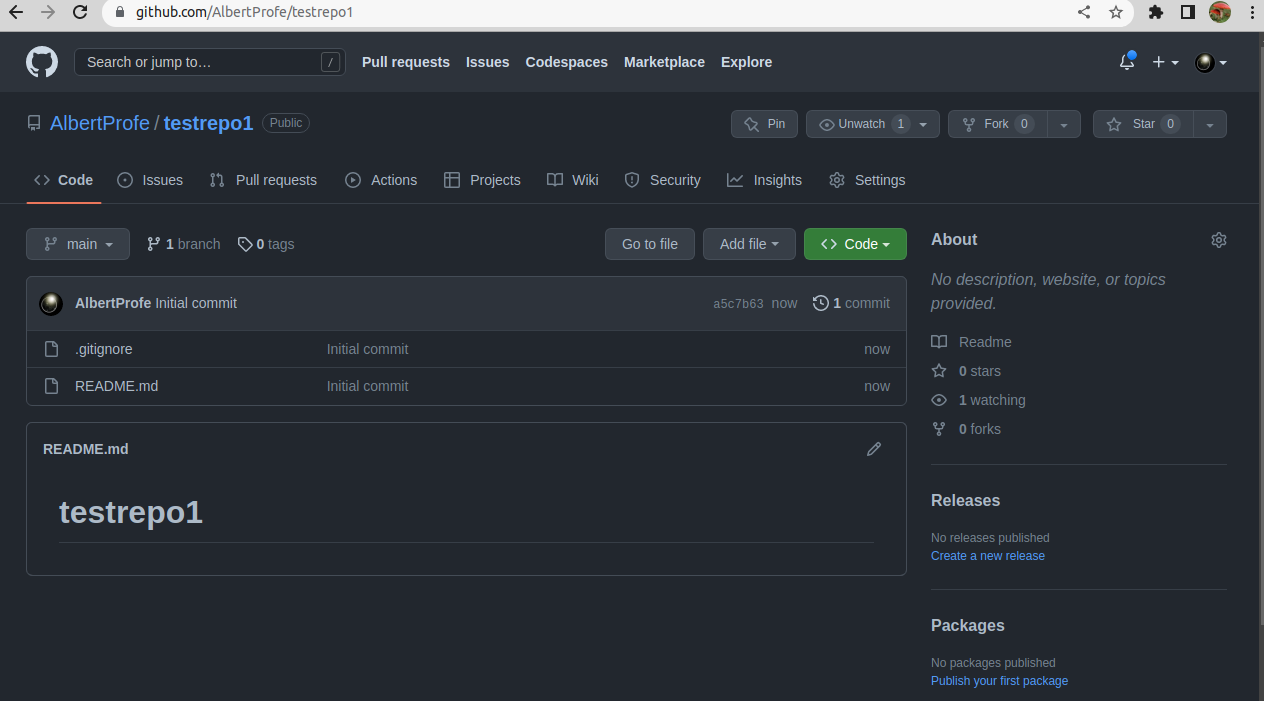 github.com/AlbertProfe/testrepo1
Search or jump to… / Pull requests Issues Codespaces Marketplace Explore
AlbertProfe / testrepo1 Public Pin Unwatch 1 Fork 0 Star 0
Code Issues Pull requests Actions Projects Wiki Security Insights Settings
main 1 branch 0 tags Go to file Add file Code
AlbertProfe Initial commit a5c7b63 now 1 commit
.gitignore Initial commit now
README.md Initial commit now
README.md
testrepo1
About
No description, website, or topics
provided.
Readme
0 stars
1 watching
0 forks
Releases
No releases published
Create a new release
Packages
No packages published
Publish your first package